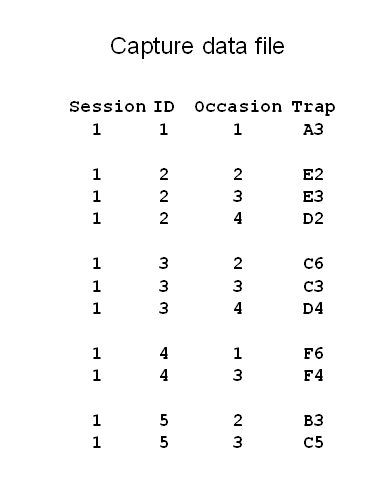 Capture data file
Session ID Occasion Trap
1 1 1 A3
1 2 2 E2
1 2 3 E3
1 2 4 D2
1 3 2 C6
1 3 3 C3
1 3 4 D4
1 4 1 F6
1 4 3 F4
1 5 2 B3
1 5 3 C5